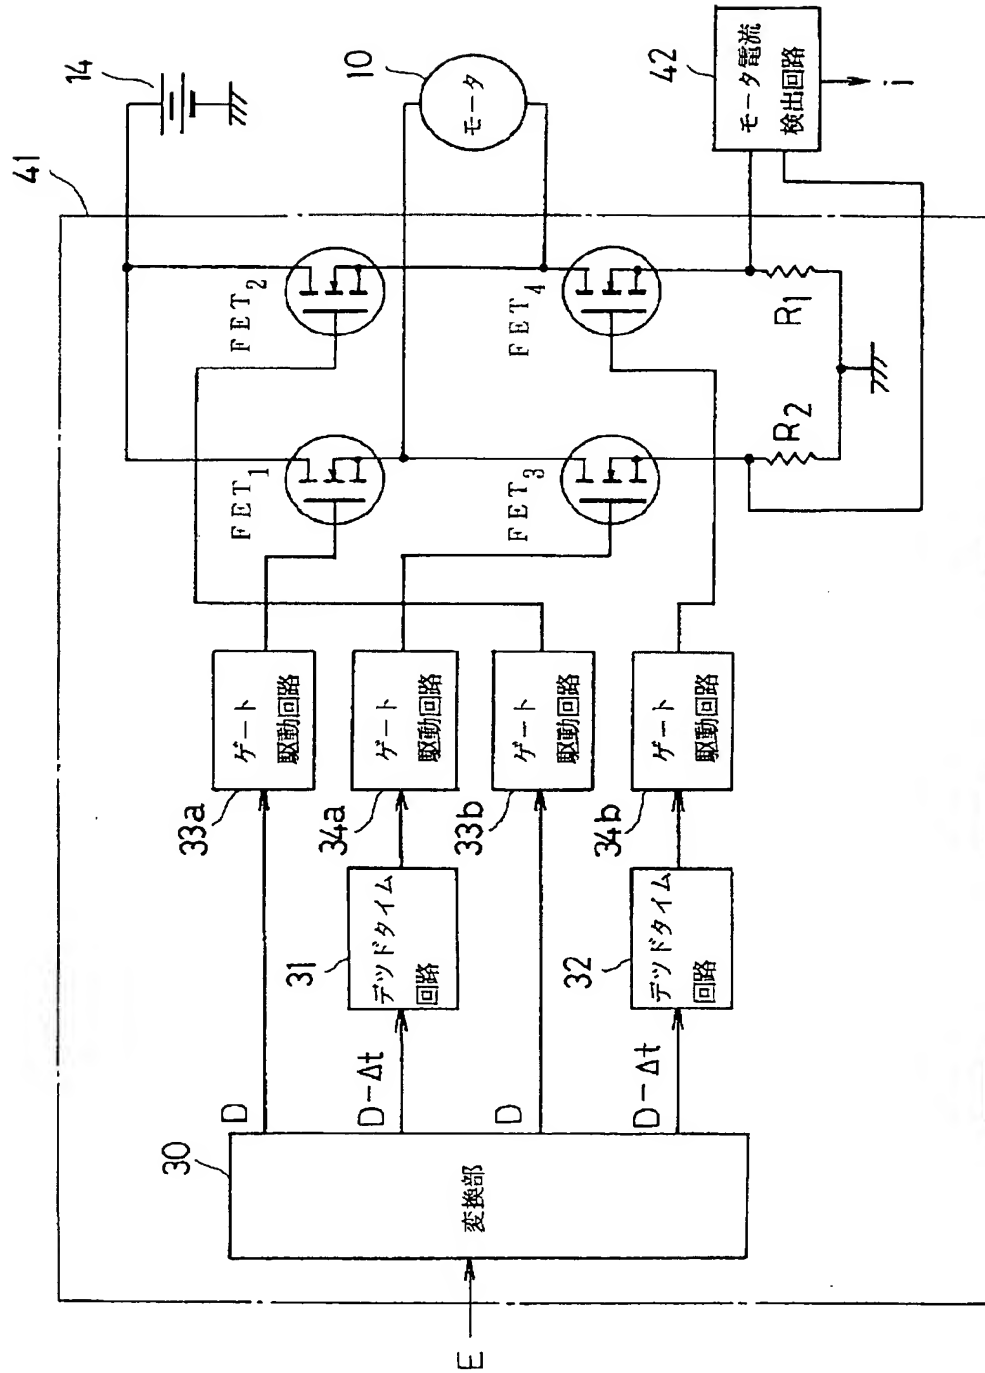 41
14
10
モータ
42
モータ電流
検出回路
i
FET2
FET1
FET4
FET3
R1
R2
33a
ゲート
駆動回路
34a
ゲート
駆動回路
33b
ゲート
駆動回路
34b
ゲート
駆動回路
31
デツドタイム
回路
32
デツドタイム
回路
D
D-Δt
D
D-Δt
30
変換部
E